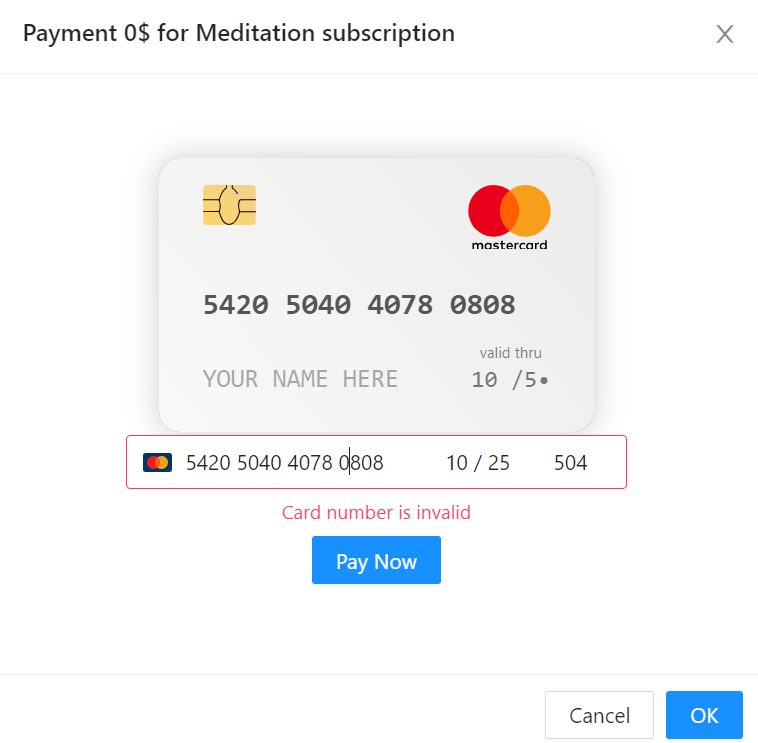 Payment 0$ for Meditation subscription
mastercard
5420 5040 4078 0808
valid thru
YOUR NAME HERE 10 /5•
5420 5040 4078 0808 10 / 25 504
Card number is invalid
Pay Now
Cancel OK